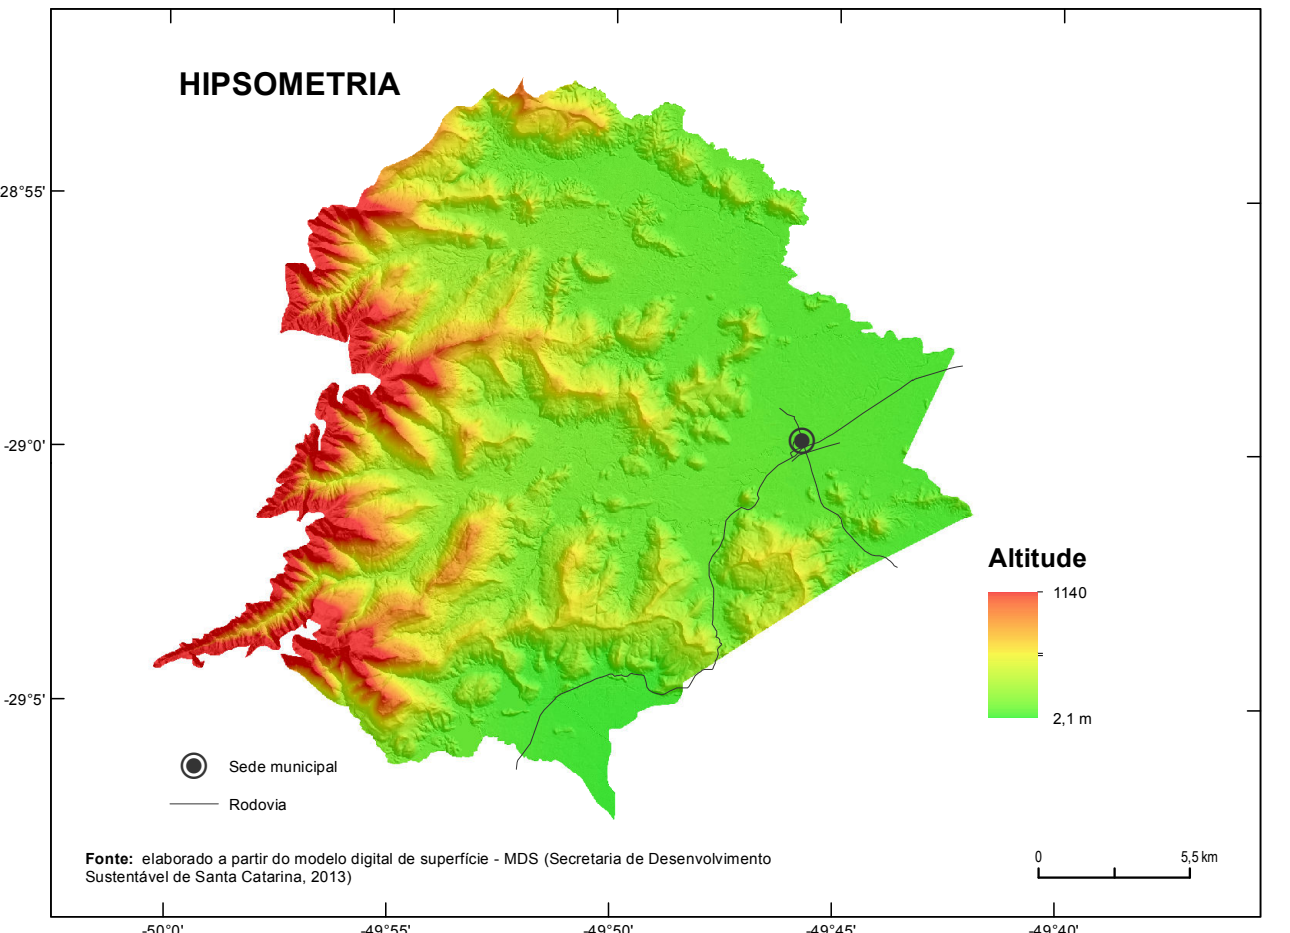 HIPSOMETRIA
28°55'
-29°0'
-29°5'
Altitude
1140
2,1 m
Sede municipal
Rodovia
Fonte: elaborado a partir do modelo digital de superfície - MDS (Secretaria de Desenvolvimento
Sustentável de Santa Catarina, 2013)
0 5,5 km
-50°0' -49°55' -49°50' -49°45' -49°40'